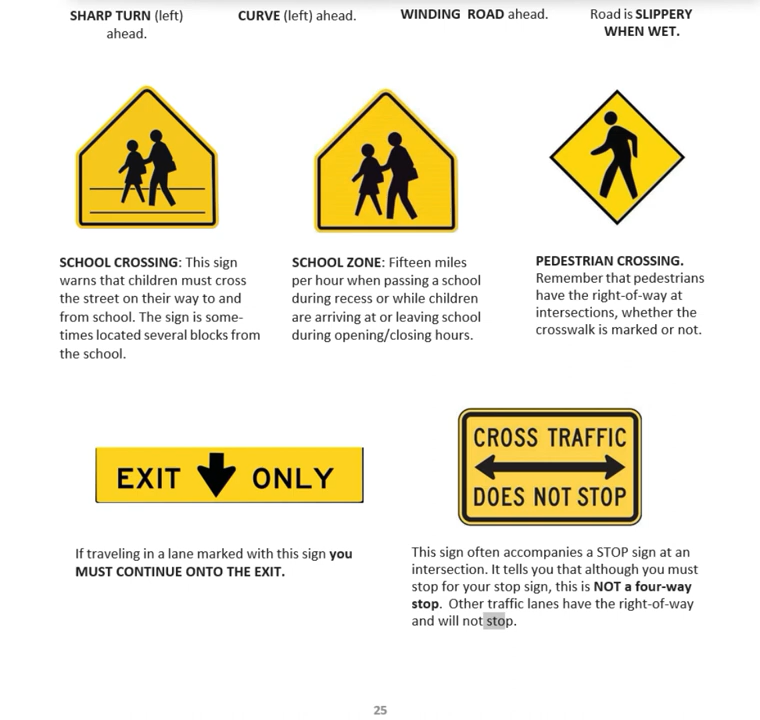 SHARP TURN (left)
ahead.
CURVE (left) ahead.
WINDING ROAD ahead.
Road is SLIPPERY
WHEN WET.
SCHOOL CROSSING: This sign
warns that children must cross
the street on their way to and
from school. The sign is some-
times located several blocks from
the school.
SCHOOL ZONE: Fifteen miles
per hour when passing a school
during recess or while children
are arriving at or leaving school
during opening/closing hours.
PEDESTRIAN CROSSING.
Remember that pedestrians
have the right-of-way at
intersections, whether the
crosswalk is marked or not.
EXIT ONLY
If traveling in a lane marked with this sign you
MUST CONTINUE ONTO THE EXIT.
CROSS TRAFFIC
DOES NOT STOP
This sign often accompanies a STOP sign at an
intersection. It tells you that although you must
stop for your stop sign, this is NOT a four-way
stop. Other traffic lanes have the right-of-way
and will not stop.
25